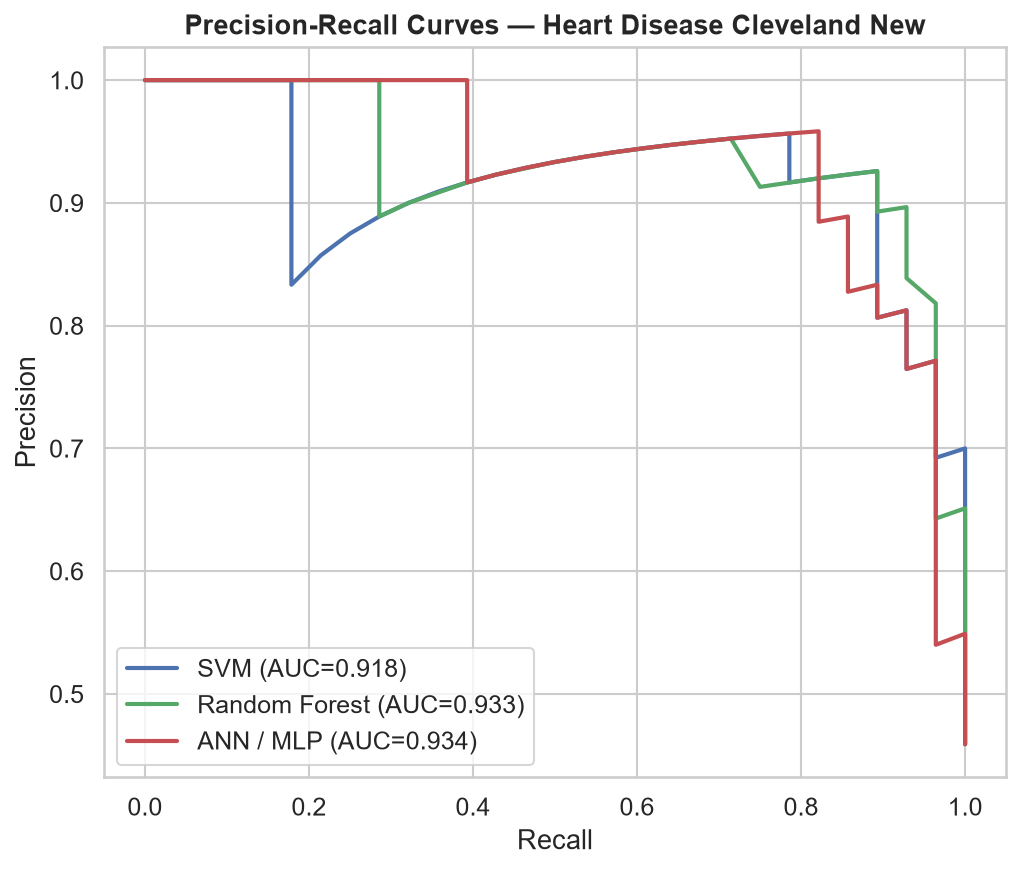 Precision-Recall Curves — Heart Disease Cleveland New
1.0
0.9
0.8
0.7
0.6
0.5
Precision
SVM (AUC=0.918)
Random Forest (AUC=0.933)
ANN / MLP (AUC=0.934)
0.0 0.2 0.4 0.6 0.8 1.0
Recall